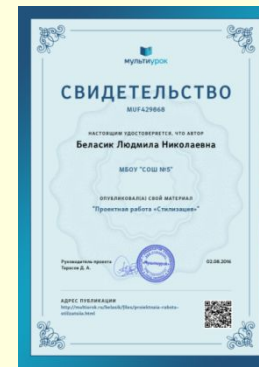 мультиурок
СВИДЕТЕЛЬСТВО
MUF429868
НАСТОЯЩИМ УДОСТОВЕРЯЕТСЯ, ЧТО АВТОР
Беласик Людмила Николаевна
МБОУ "СОШ №5"
ОПУБЛИКОВАЛ(А) СВОЙ МАТЕРИАЛ
"Проектная работа «Стилизация»"
Руководитель проекта
Тарасов Д. А.
02.08.2016
АДРЕС ПУБЛИКАЦИИ